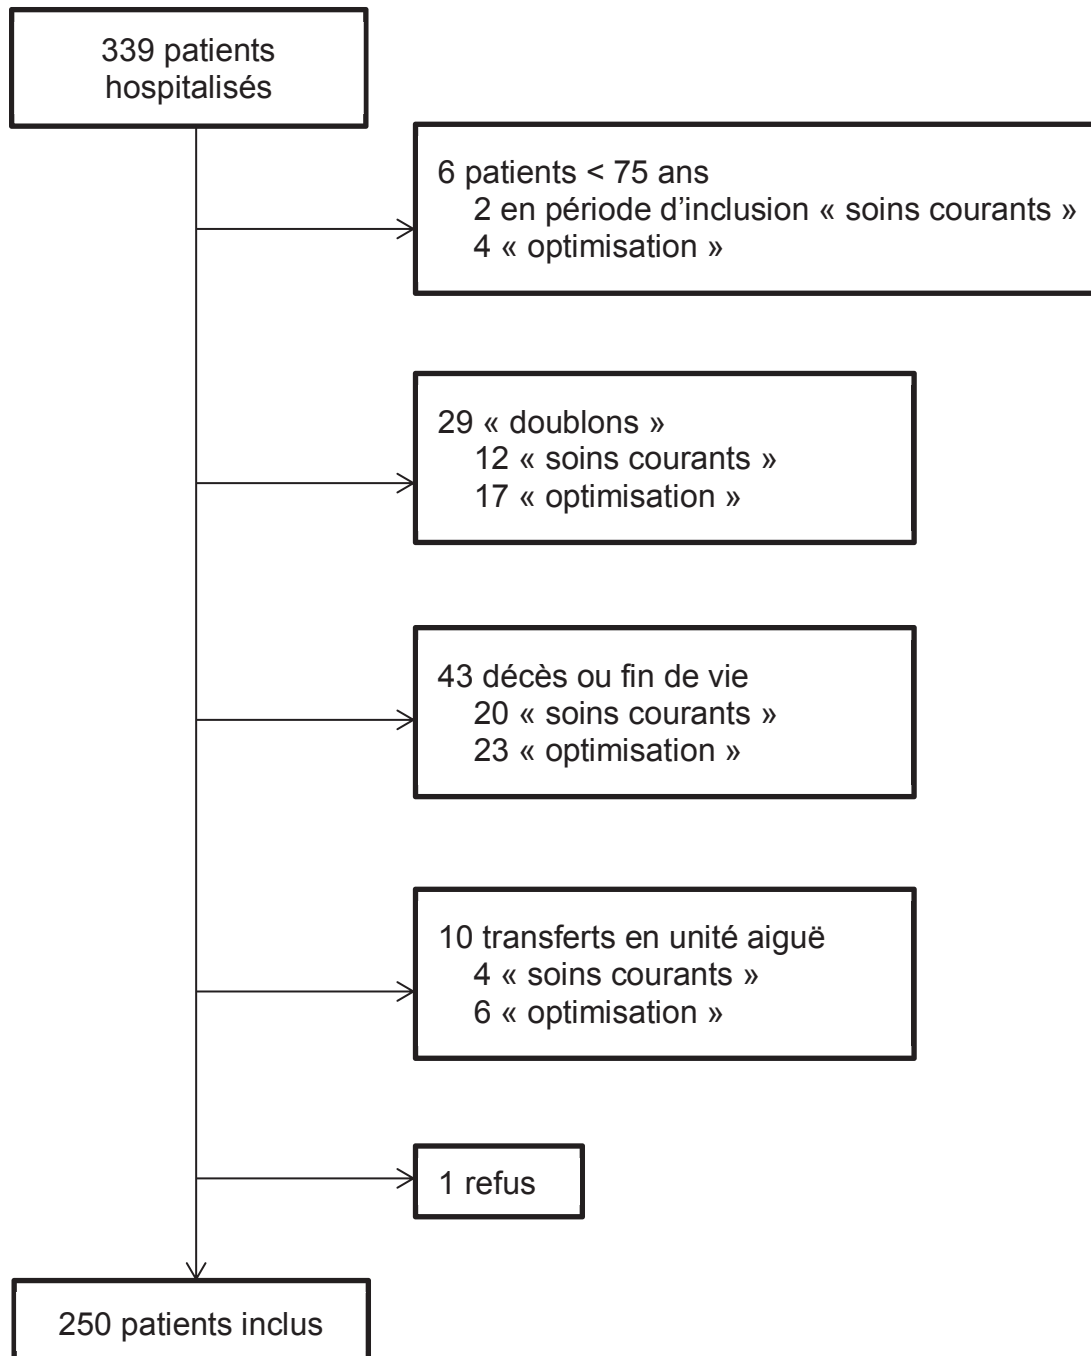 339 patients
hospitalisés
6 patients < 75 ans
2 en période d’inclusion « soins courants »
4 « optimisation »
29 « doublons »
12 « soins courants »
17 « optimisation »
43 décès ou fin de vie
20 « soins courants »
23 « optimisation »
10 transferts en unité aiguë
4 « soins courants »
6 « optimisation »
1 refus
250 patients inclus